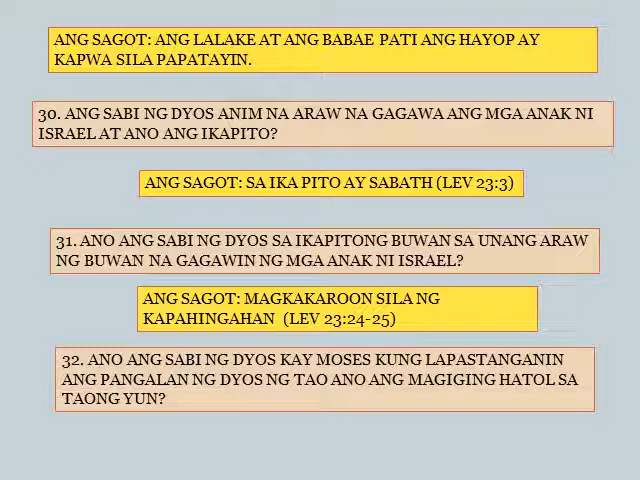 ANG SAGOT: ANG LALAKE AT ANG BABAE PATI ANG HAYOP AY
KAPWA SILA PAPATAYIN.
30. ANG SABI NG DYOS ANIM NA ARAW NA GAGAWA ANG MGA ANAK NI
ISRAEL AT ANO ANG IKAPITO?
ANG SAGOT: SA IKA PITO AY SABATH (LEV 23:3)
31. ANO ANG SABI NG DYOS SA IKAPITONG BUWAN SA UNANG ARAW
NG BUWAN NA GAGAWIN NG MGA ANAK NI ISRAEL?
ANG SAGOT: MAGKAKAROON SILA NG
KAPAHINGAHAN (LEV 23:24-25)
32. ANO ANG SABI NG DYOS KAY MOSES KUNG LAPASTANGANIN
ANG PANGALAN NG DYOS NG TAO ANO ANG MAGIGING HATOL SA
TAONG YUN?